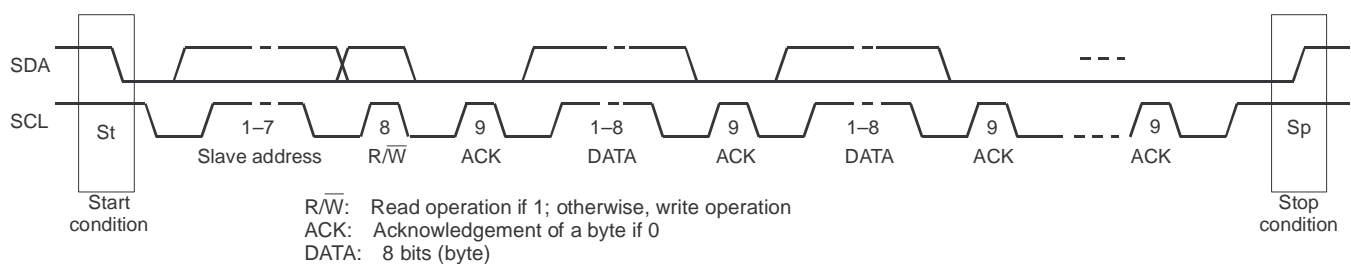 SDA
SCL
St
1–7
8
9
1–8
9
1–8
9
9
Sp
Slave address
R/W̅
ACK
DATA
ACK
DATA
ACK
ACK
Start
condition
Stop
condition
R/W̅: Read operation if 1; otherwise, write operation
ACK: Acknowledgement of a byte if 0
DATA: 8 bits (byte)